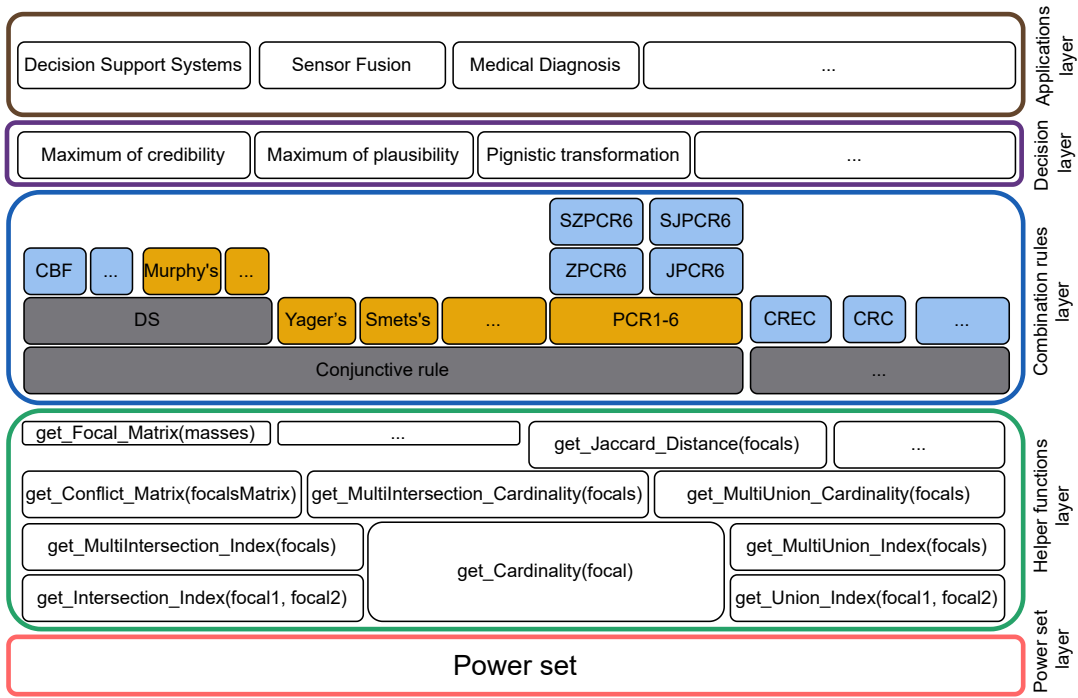 Decision Support Systems
Sensor Fusion
Medical Diagnosis
...
Applications
layer
Maximum of credibility
Maximum of plausibility
Pignistic transformation
...
Decision
layer
SZPCR6
SJPCR6
CBF
...
Murphy's
...
ZPCR6
JPCR6
DS
Yager’s
Smets's
...
PCR1-6
CREC
CRC
...
Conjunctive rule
...
Combination rules
layer
get_Focal_Matrix(masses)
...
get_Jaccard_Distance(focals)
...
get_Conflict_Matrix(focalsMatrix)
get_MultiIntersection_Cardinality(focals)
get_MultiUnion_Cardinality(focals)
get_MultiIntersection_Index(focals)
get_Cardinality(focal)
get_MultiUnion_Index(focals)
get_Intersection_Index(focal1, focal2)
get_Union_Index(focal1, focal2)
Helper functions
layer
Power set
Power set
layer